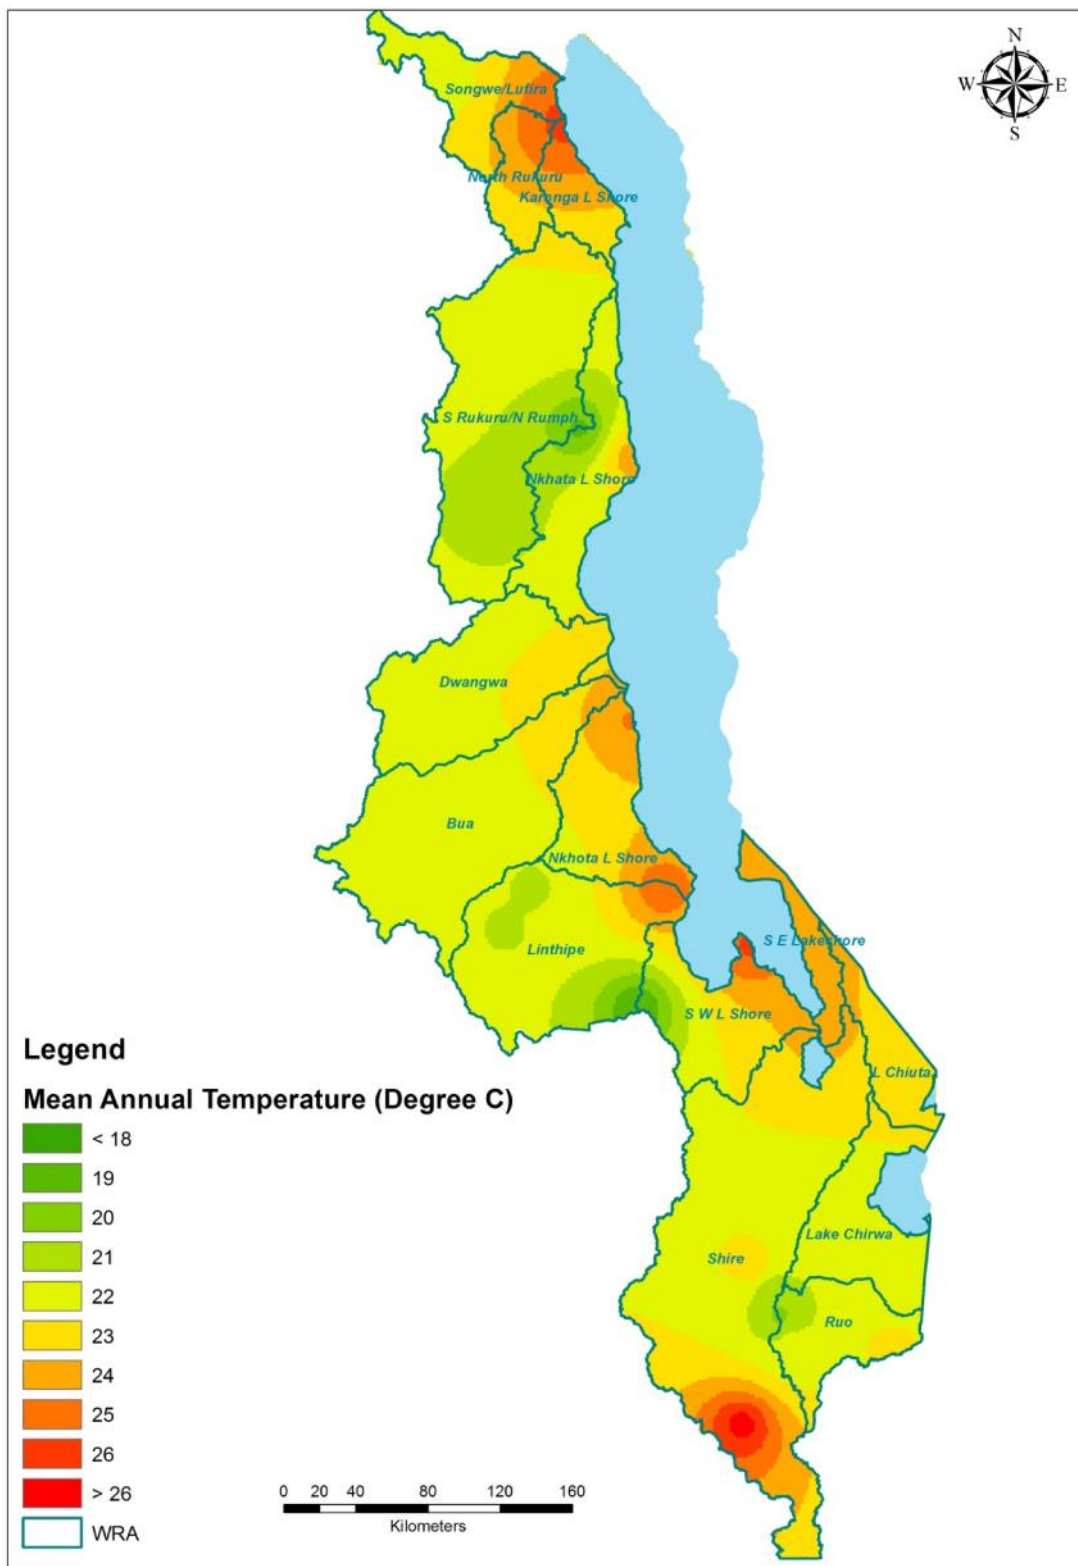 N
W E
S
Songwe/Lufira
North Rukuru
Karonga L Shore
S Rukuru/N Rumph
Nkhata L Shore
Dwangwa
Bua
Nkhota L Shore
Linthipe
S E Lakeshore
S W L Shore
L Chiuta
Lake Chirwa
Shire
Ruo
Legend
Mean Annual Temperature (Degree C)
< 18
19
20
21
22
23
24
25
26
> 26
WRA
0 20 40 80 120 160
Kilometers